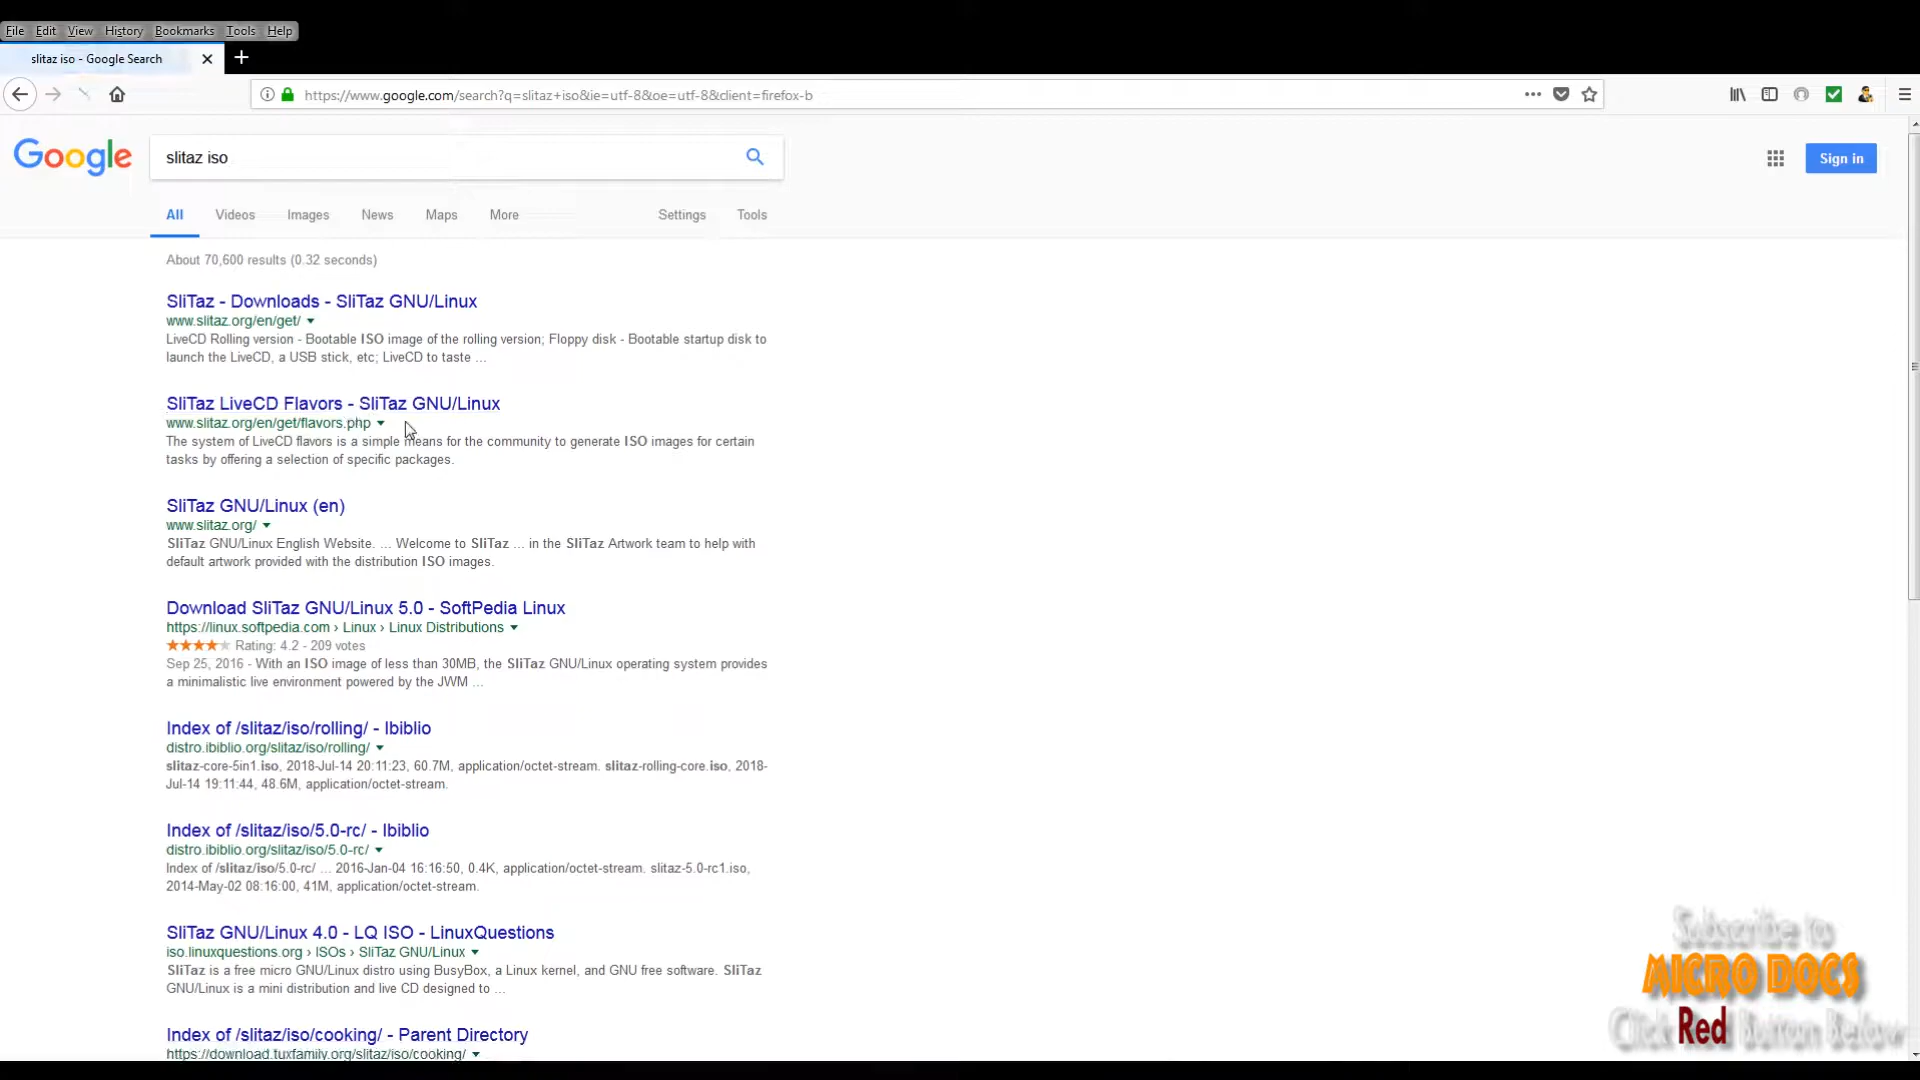 File Edit View History Bookmarks Tools Help
slitaz iso - Google Search
https://www.google.com/search?q=slitaz+iso&ie=utf-8&oe=utf-8&client=firefox-b
Google
slitaz iso
Sign in
All Videos Images News Maps More Settings Tools
About 70,600 results (0.32 seconds)
SliTaz - Downloads - SliTaz GNU/Linux
www.slitaz.org/en/get/
LiveCD Rolling version - Bootable ISO image of the rolling version; Floppy disk - Bootable startup disk to
launch the LiveCD, a USB stick, etc; LiveCD to taste ...
SliTaz LiveCD Flavors - SliTaz GNU/Linux
www.slitaz.org/en/get/flavors.php
The system of LiveCD flavors is a simple means for the community to generate ISO images for certain
tasks by offering a selection of specific packages.
SliTaz GNU/Linux (en)
www.slitaz.org/
SliTaz GNU/Linux English Website. ... Welcome to SliTaz ... in the SliTaz Artwork team to help with
default artwork provided with the distribution ISO images.
Download SliTaz GNU/Linux 5.0 - SoftPedia Linux
https://linux.softpedia.com › Linux › Linux Distributions
Rating: 4.2 - 209 votes
Sep 25, 2016 - With an ISO image of less than 30MB, the SliTaz GNU/Linux operating system provides
a minimalistic live environment powered by the JWM ...
Index of /slitaz/iso/rolling/ - Ibiblio
distro.ibiblio.org/slitaz/iso/rolling/
slitaz-core-5in1.iso, 2018-Jul-14 20:11:23, 60.7M, application/octet-stream. slitaz-rolling-core.iso, 2018-
Jul-14 19:11:44, 48.6M, application/octet-stream.
Index of /slitaz/iso/5.0-rc/ - Ibiblio
distro.ibiblio.org/slitaz/iso/5.0-rc/
Index of /slitaz/iso/5.0-rc/ ... 2016-Jan-04 16:16:50, 0.4K, application/octet-stream. slitaz-5.0-rc1.iso,
2014-May-02 08:16:00, 41M, application/octet-stream.
SliTaz GNU/Linux 4.0 - LQ ISO - LinuxQuestions
iso.linuxquestions.org › ISOs › SliTaz GNU/Linux
SliTaz is a free micro GNU/Linux distro using BusyBox, a Linux kernel, and GNU free software. SliTaz
GNU/Linux is a mini distribution and live CD designed to ...
Index of /slitaz/iso/cooking/ - Parent Directory
https://download.tuxfamily.org/slitaz/iso/cooking/
Subscribe to
MICRO DOCS
Click Red Button Below